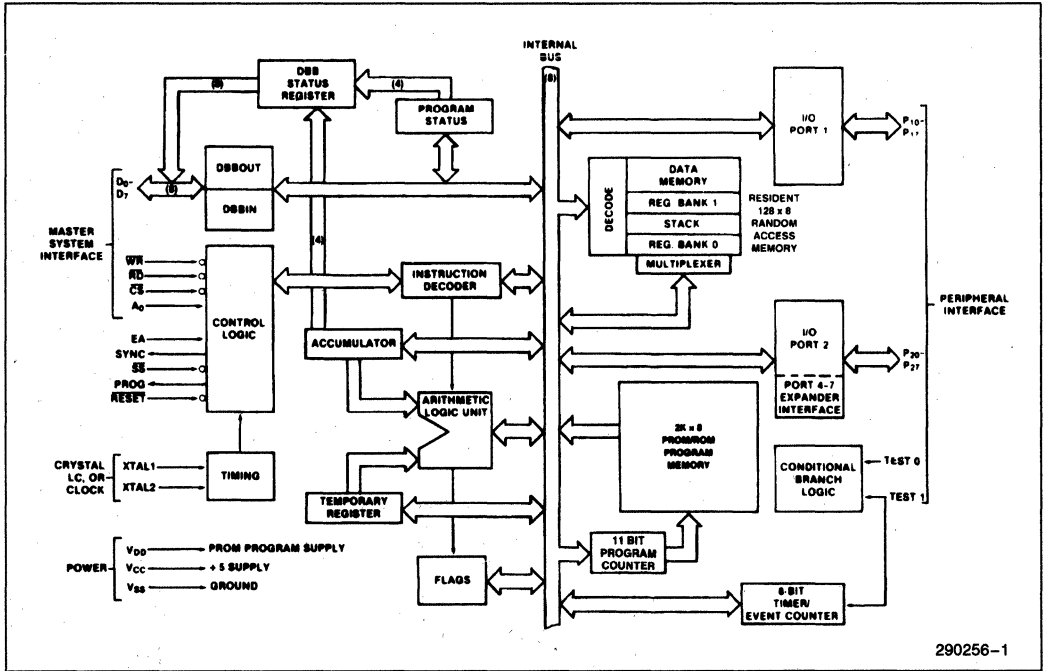 INTERNAL
BUS
(8)
DBB
STATUS
REGISTER
(8)
(4)
PROGRAM
STATUS
DBBOUT
DBBIN
D0-
D7
(8)
MASTER
SYSTEM
INTERFACE
WR
RD
CS
A0
EA
SYNC
SS
PROG
RESET
CONTROL
LOGIC
(4)
INSTRUCTION
DECODER
ACCUMULATOR
ARITHMETIC
LOGIC UNIT
TEMPORARY
REGISTER
FLAGS
CRYSTAL
LC, OR
CLOCK
XTAL1
XTAL2
TIMING
POWER
VDD PROM PROGRAM SUPPLY
VCC + 5 SUPPLY
VSS GROUND
I/O
PORT 1
P10-
P17
DECODE
DATA
MEMORY
REG. BANK 1
STACK
REG. BANK 0
MULTIPLEXER
RESIDENT
128 x 8
RANDOM
ACCESS
MEMORY
PERIPHERAL
INTERFACE
I/O
PORT 2
PORT 4-7
EXPANDER
INTERFACE
P20-
P27
2K x 8
PROM/ROM
PROGRAM
MEMORY
CONDITIONAL
BRANCH
LOGIC
TEST 0
TEST 1
11 BIT
PROGRAM
COUNTER
8-BIT
TIMER/
EVENT COUNTER
290256-1